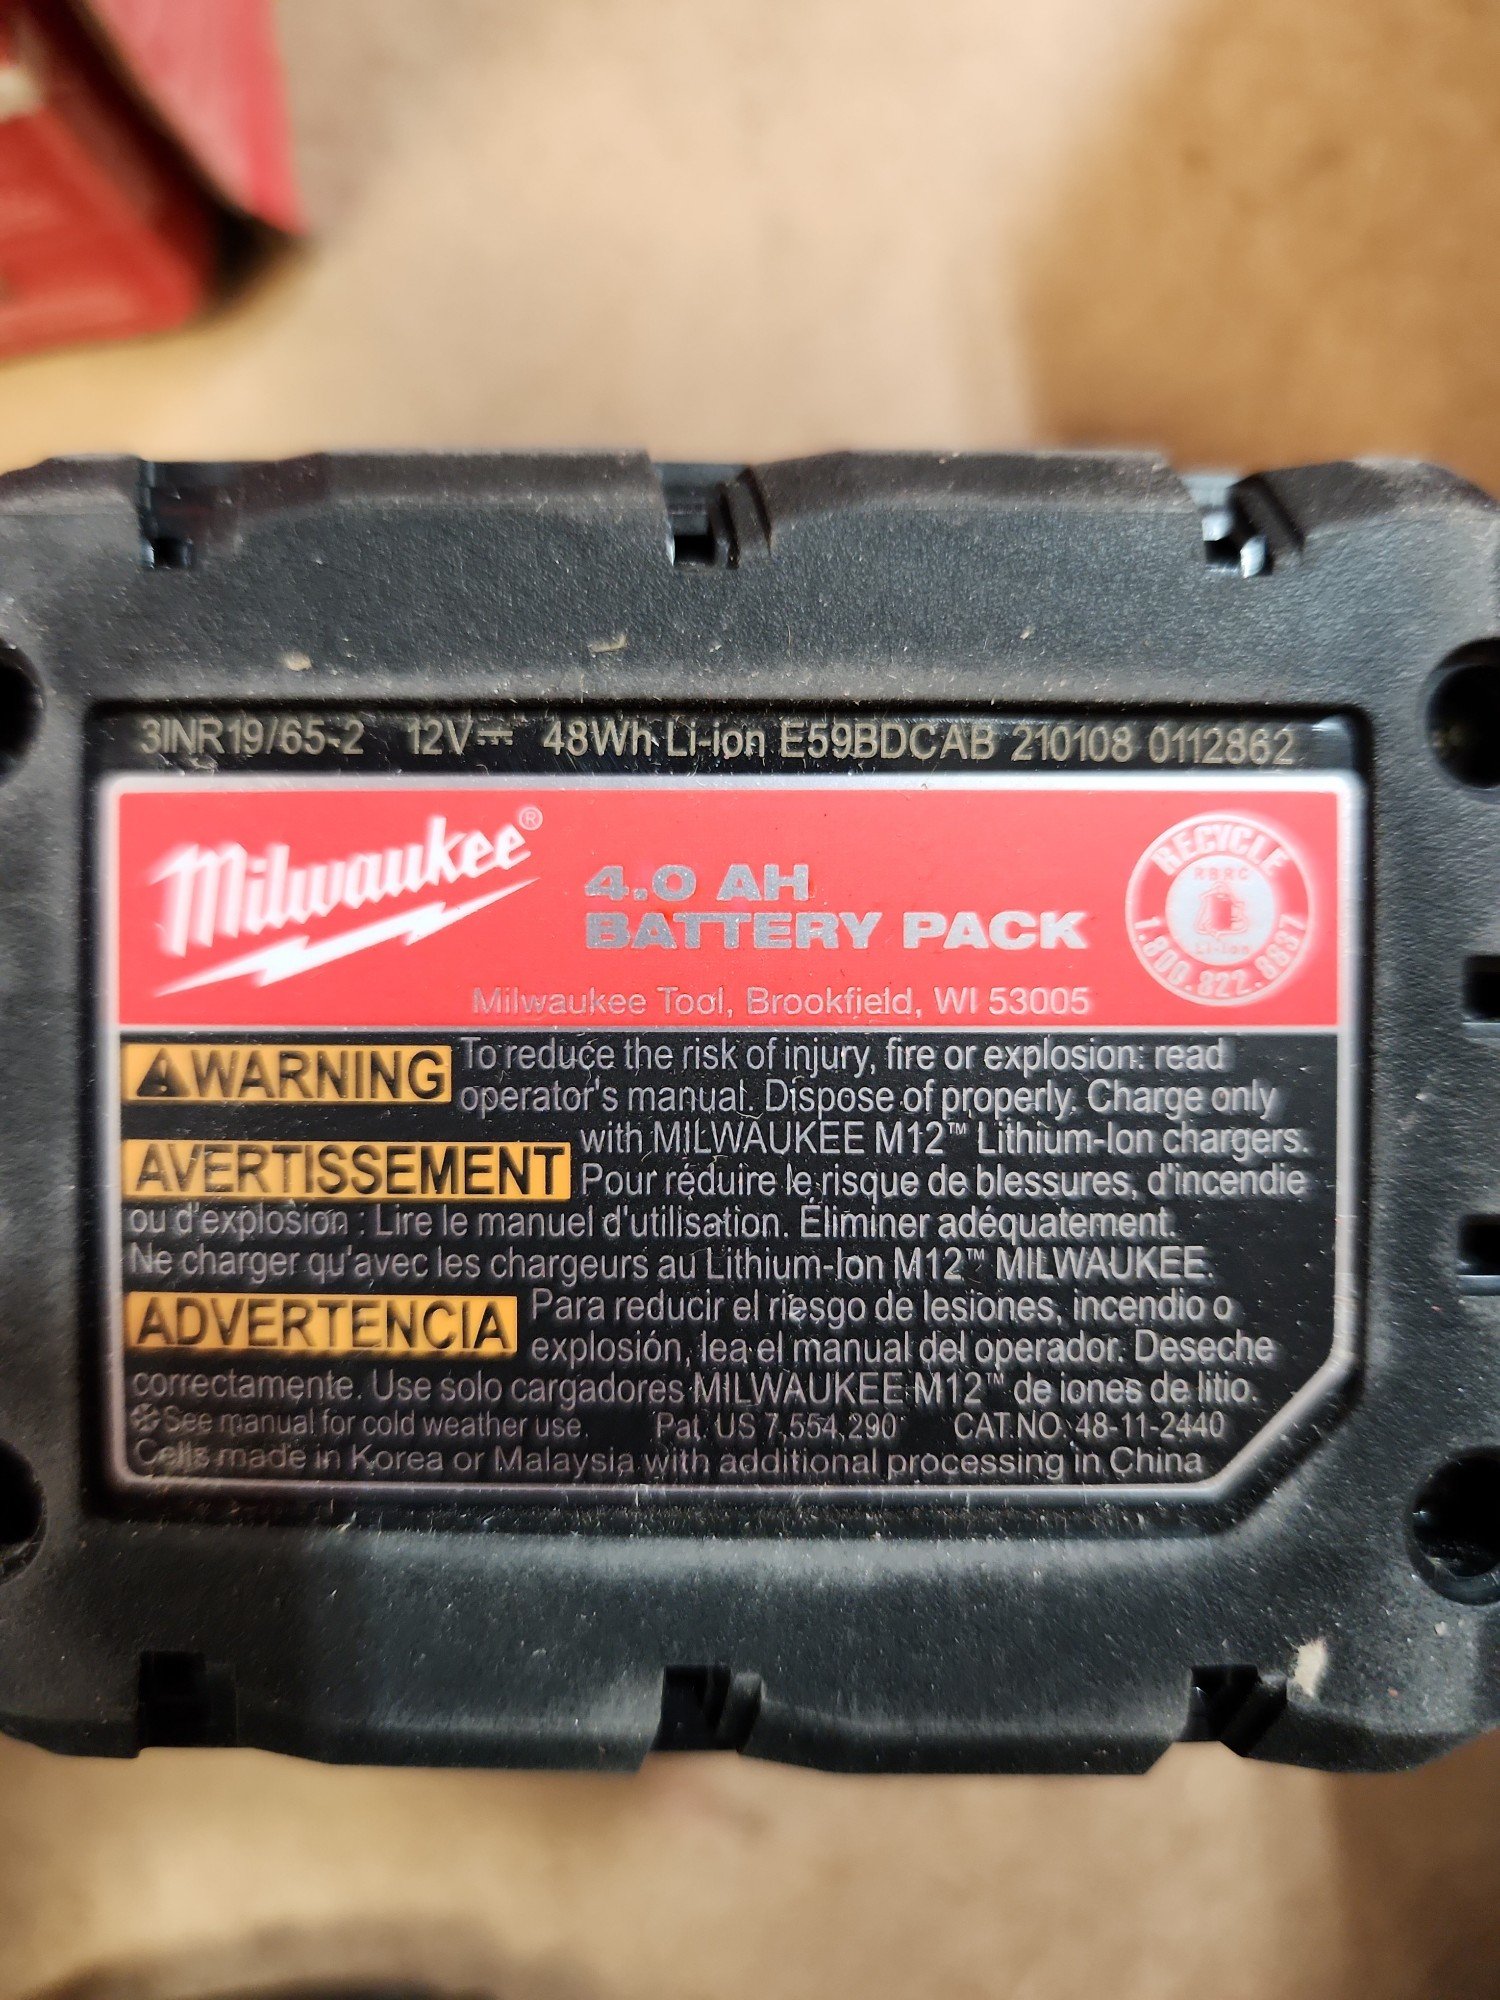 3INR19/65-2 12V⎓ 48Wh Li-ion E59BDCAB 210108 0112862
Milwaukee®
4.0 AH
BATTERY PACK
Milwaukee Tool, Brookfield, WI 53005
RECYCLE
RBRC
Li-Ion
1.800.822.8837
WARNING To reduce the risk of injury, fire or explosion: read
operator's manual. Dispose of properly. Charge only
with MILWAUKEE M12™ Lithium-Ion chargers.
AVERTISSEMENT Pour réduire le risque de blessures, d'incendie
ou d'explosion : Lire le manuel d'utilisation. Éliminer adéquatement.
Ne charger qu'avec les chargeurs au Lithium-Ion M12™ MILWAUKEE.
ADVERTENCIA Para reducir el riesgo de lesiones, incendio o
explosión, lea el manual del operador. Deseche
correctamente. Use solo cargadores MILWAUKEE M12™ de iones de litio.
See manual for cold weather use. Pat. US 7,554,290 CAT.NO. 48-11-2440
Cells made in Korea or Malaysia with additional processing in China